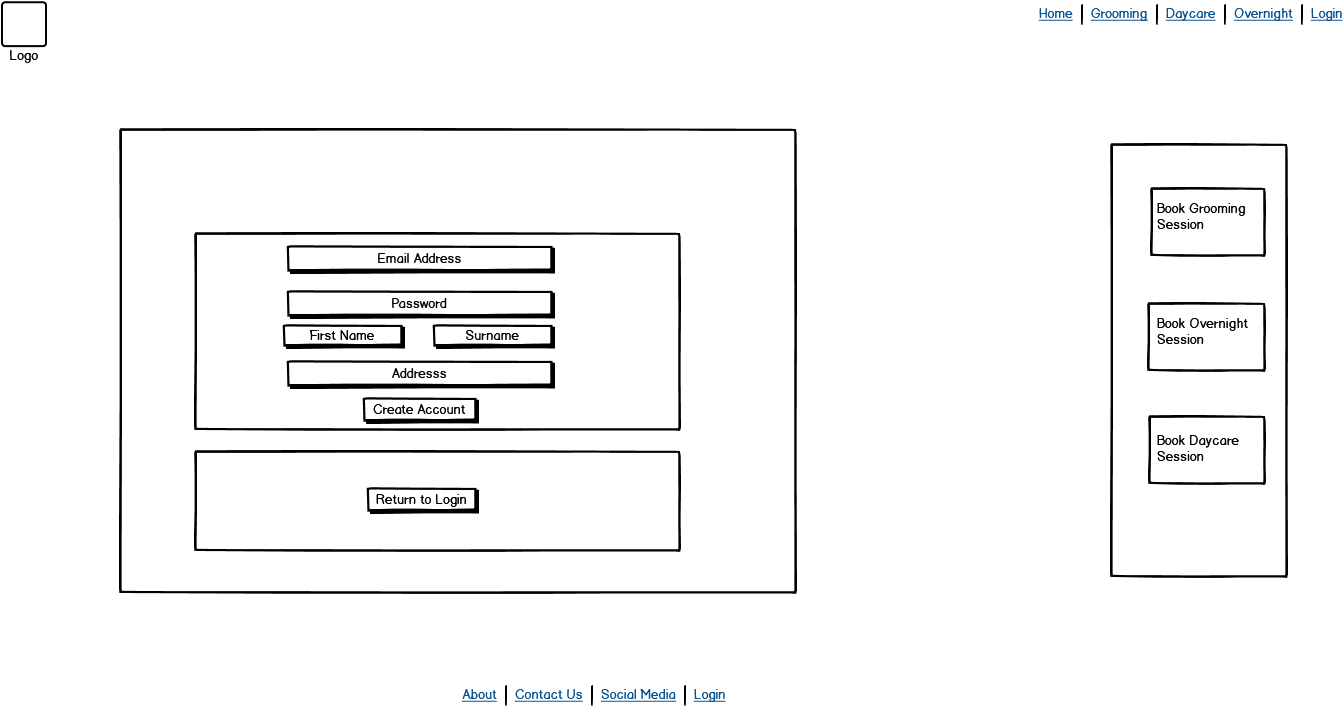 Home | Grooming | Daycare | Overnight | Login
Logo
Email Address
Password
First Name
Surname
Addresss
Create Account
Return to Login
Book Grooming
Session
Book Overnight
Session
Book Daycare
Session
About | Contact Us | Social Media | Login